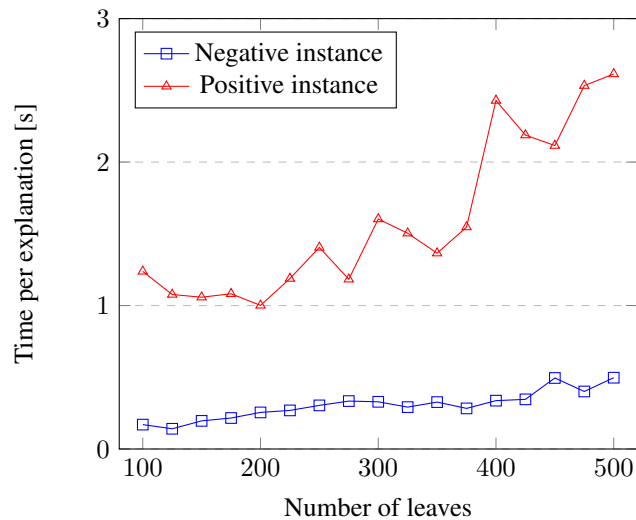 3
2
1
0
Time per explanation [s]
Negative instance
Positive instance
100 200 300 400 500
Number of leaves